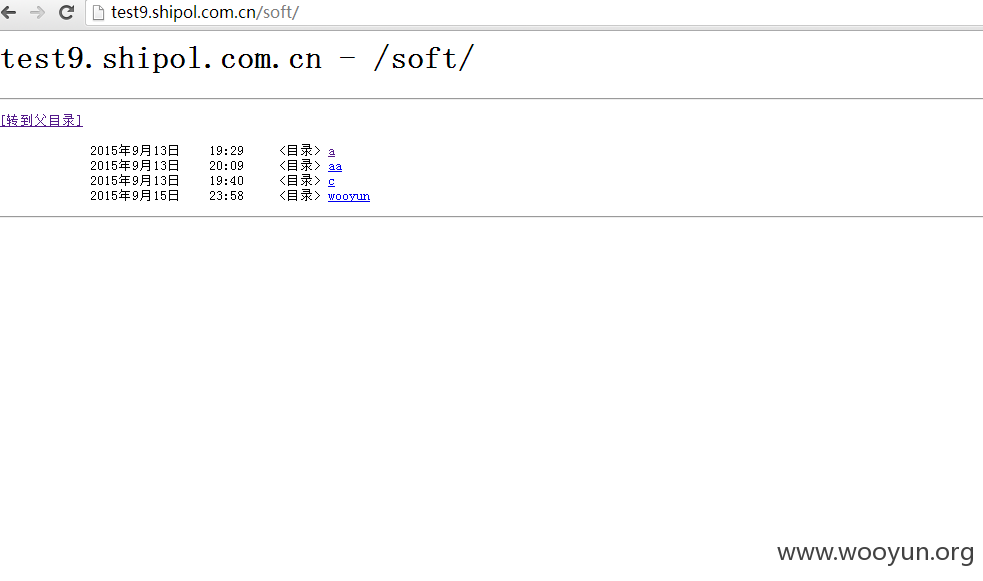 test9.shipol.com.cn/soft/
test9.shipol.com.cn - /soft/
[转到父目录]
2015年9月13日 19:29 <目录> a
2015年9月13日 20:09 <目录> aa
2015年9月13日 19:40 <目录> c
2015年9月15日 23:58 <目录> wooyun
www.wooyun.org